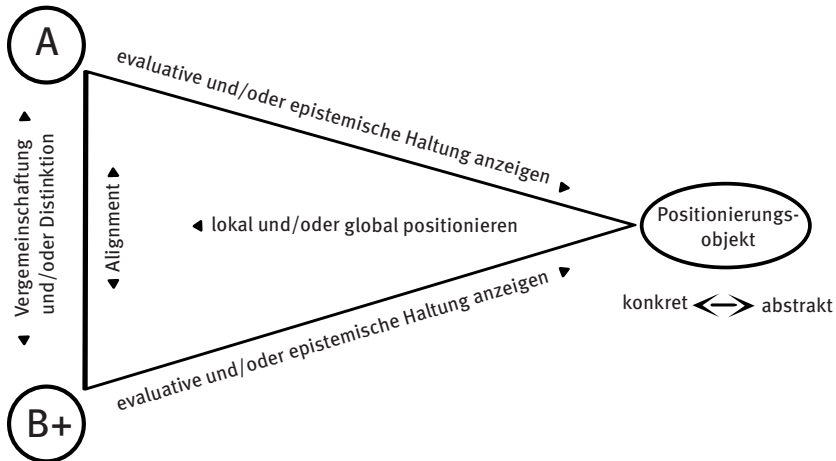 A
evaluative und/oder epistemische Haltung anzeigen
Vergemeinschaftung
und/oder Distinktion
Alignment
lokal und/oder global positionieren
Positionierungs-
objekt
konkret abstrakt
evaluative und/oder epistemische Haltung anzeigen
B+